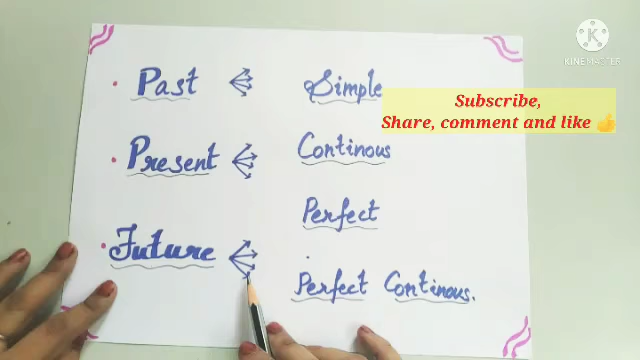 KINEMASTER
Past
Simple
Subscribe,
Share, comment and like 👍
Present
Continous
Perfect
Future
Perfect Continous.